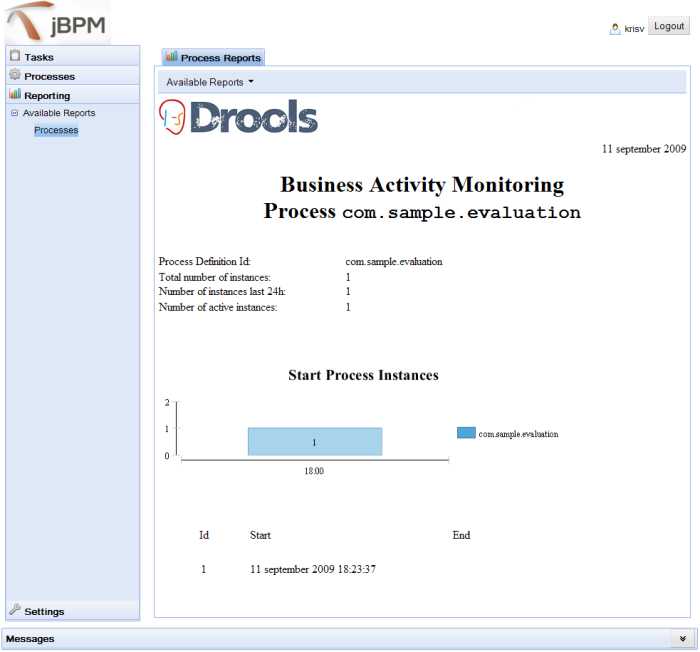 jBPM
krisv Logout
Tasks
Processes
Reporting
Available Reports
Processes
Settings
Process Reports
Available Reports
Drools
11 september 2009
Business Activity Monitoring
Process com.sample.evaluation
Process Definition Id: com.sample.evaluation
Total number of instances: 1
Number of instances last 24h: 1
Number of active instances: 1
Start Process Instances
2
1
0
1
18:00
com.sample.evaluation
Id Start End
1 11 september 2009 18:23:37
Messages